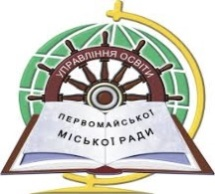 УПРАВЛІННЯ ОСВІТИ
ПЕРВОМАЙСЬКОЇ
МІСЬКОЇ РАДИ